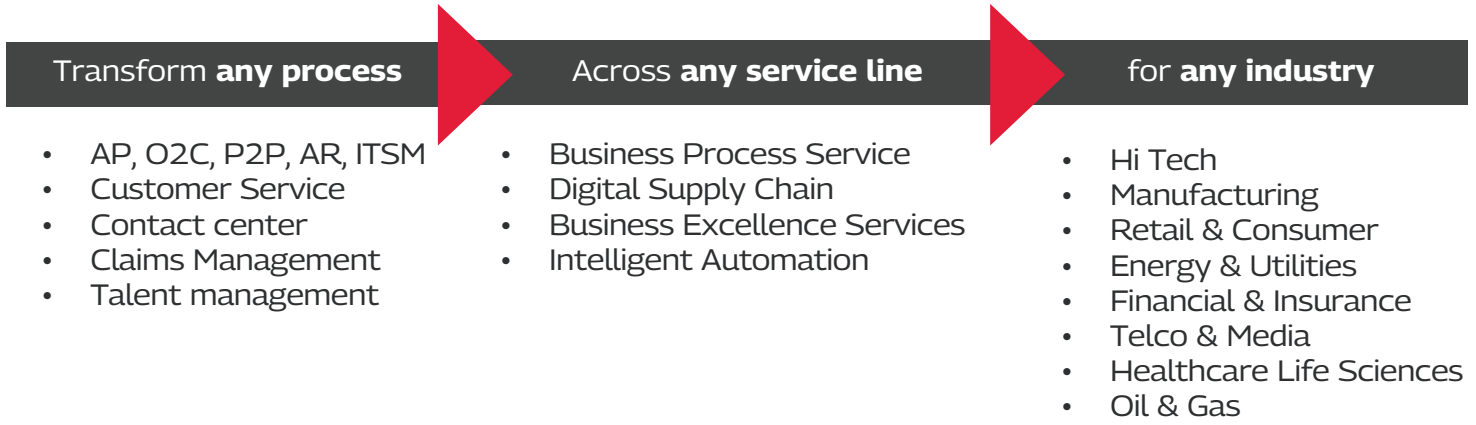 Transform any process
• AP, O2C, P2P, AR, ITSM
• Customer Service
• Contact center
• Claims Management
• Talent management
Across any service line
• Business Process Service
• Digital Supply Chain
• Business Excellence Services
• Intelligent Automation
for any industry
• Hi Tech
• Manufacturing
• Retail & Consumer
• Energy & Utilities
• Financial & Insurance
• Telco & Media
• Healthcare Life Sciences
• Oil & Gas